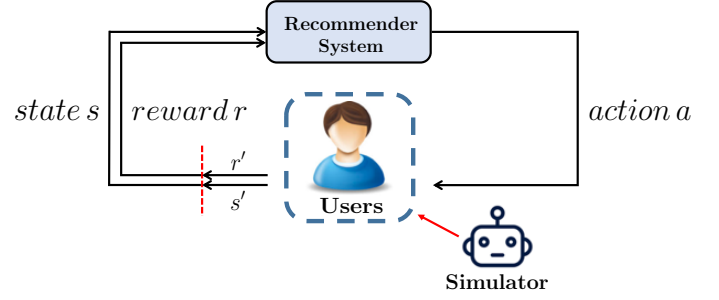 Recommender
System
state s
reward r
action a
r′
s′
Users
Simulator